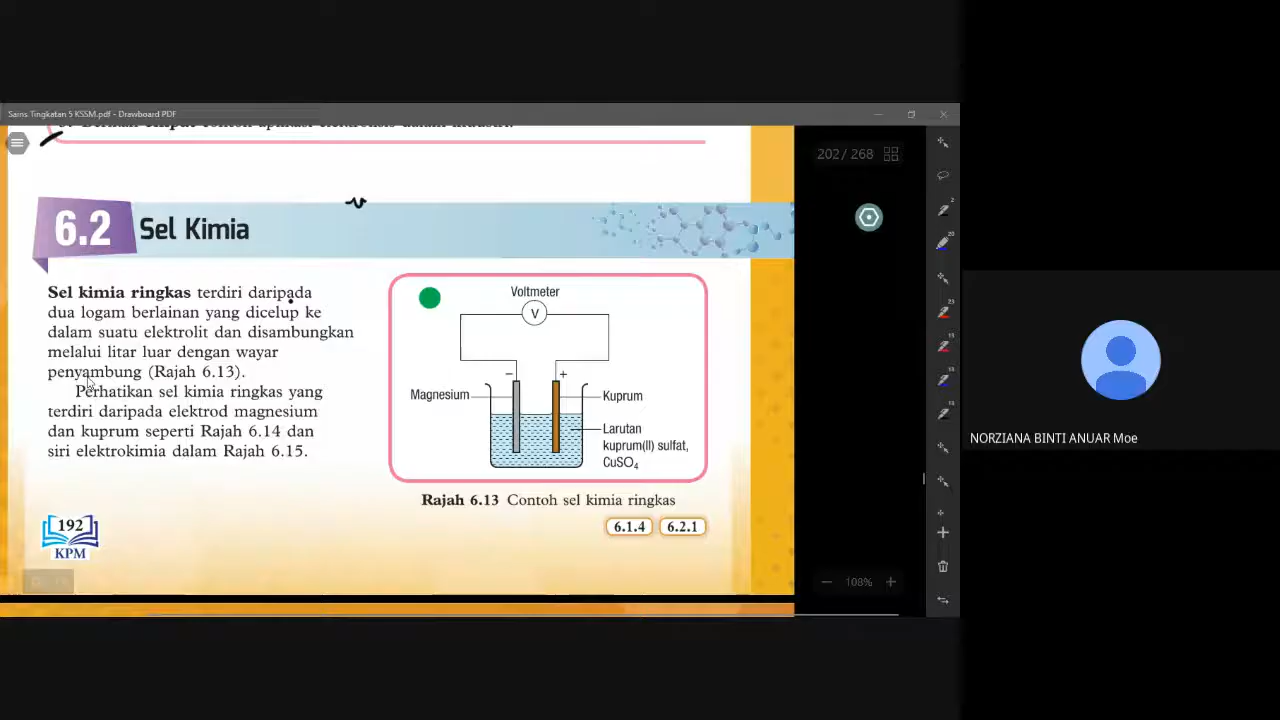 Sains Tingkatan 5 KSSM.pdf - Drawboard PDF
202 / 268
6.2 Sel Kimia
Sel kimia ringkas terdiri daripada
dua logam berlainan yang dicelup ke
dalam suatu elektrolit dan disambungkan
melalui litar luar dengan wayar
penyambung (Rajah 6.13).
Perhatikan sel kimia ringkas yang
terdiri daripada elektrod magnesium
dan kuprum seperti Rajah 6.14 dan
siri elektrokimia dalam Rajah 6.15.
Voltmeter
V
− +
Magnesium
Kuprum
Larutan
kuprum(II) sulfat,
CuSO₄
Rajah 6.13 Contoh sel kimia ringkas
6.1.4 6.2.1
192
KPM
108%
NORZIANA BINTI ANUAR Moe